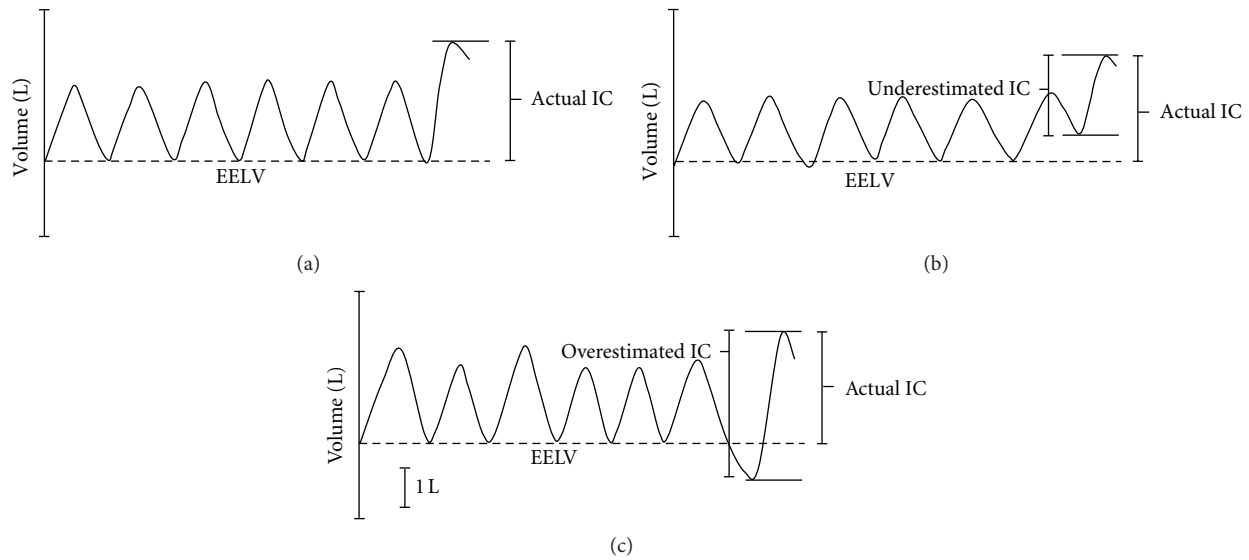 Volume (L)
Actual IC
EELV
(a)
Volume (L)
Underestimated IC
Actual IC
EELV
(b)
Volume (L)
Overestimated IC
Actual IC
EELV
1 L
(c)